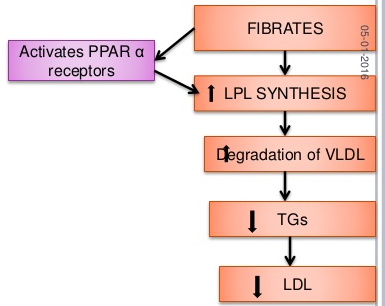 FIBRATES
Activates PPAR α
receptors
LPL SYNTHESIS
Degradation of VLDL
TGs
LDL
05-01-2016